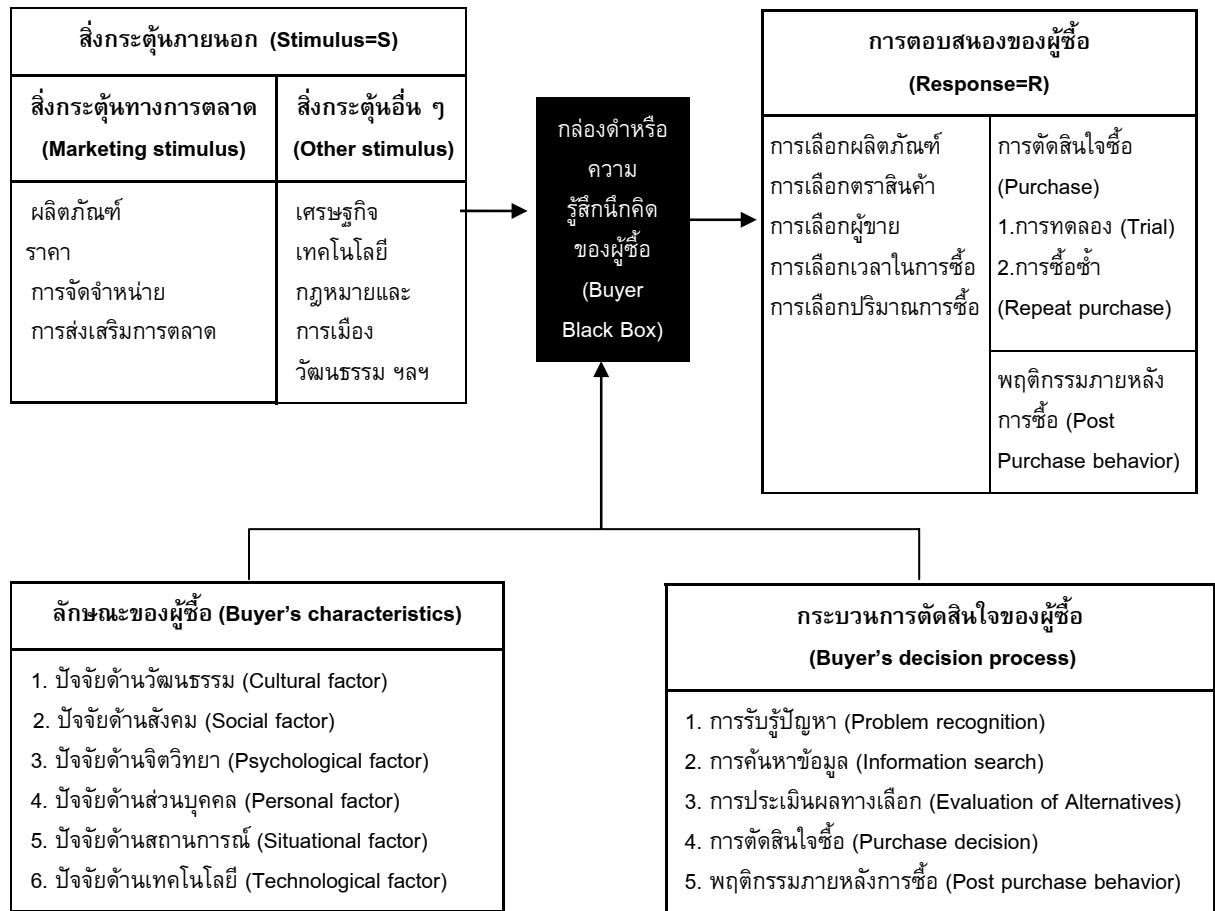 สิ่งกระตุ้นภายนอก (Stimulus=S)
สิ่งกระตุ้นทางการตลาด
(Marketing stimulus)
สิ่งกระตุ้นอื่น ๆ
(Other stimulus)
ผลิตภัณฑ์
ราคา
การจัดจำหน่าย
การส่งเสริมการตลาด
เศรษฐกิจ
เทคโนโลยี
กฎหมายและ
การเมือง
วัฒนธรรม ฯลฯ
กล่องดำหรือ
ความ
รู้สึกนึกคิด
ของผู้ซื้อ
(Buyer
Black Box)
การตอบสนองของผู้ซื้อ
(Response=R)
การเลือกผลิตภัณฑ์
การเลือกตราสินค้า
การเลือกผู้ขาย
การเลือกเวลาในการซื้อ
การเลือกปริมาณการซื้อ
การตัดสินใจซื้อ
(Purchase)
1.การทดลอง (Trial)
2.การซื้อซ้ำ
(Repeat purchase)
พฤติกรรมภายหลัง
การซื้อ (Post
Purchase behavior)
ลักษณะของผู้ซื้อ (Buyer’s characteristics)
1. ปัจจัยด้านวัฒนธรรม (Cultural factor)
2. ปัจจัยด้านสังคม (Social factor)
3. ปัจจัยด้านจิตวิทยา (Psychological factor)
4. ปัจจัยด้านส่วนบุคคล (Personal factor)
5. ปัจจัยด้านสถานการณ์ (Situational factor)
6. ปัจจัยด้านเทคโนโลยี (Technological factor)
กระบวนการตัดสินใจของผู้ซื้อ
(Buyer’s decision process)
1. การรับรู้ปัญหา (Problem recognition)
2. การค้นหาข้อมูล (Information search)
3. การประเมินผลทางเลือก (Evaluation of Alternatives)
4. การตัดสินใจซื้อ (Purchase decision)
5. พฤติกรรมภายหลังการซื้อ (Post purchase behavior)